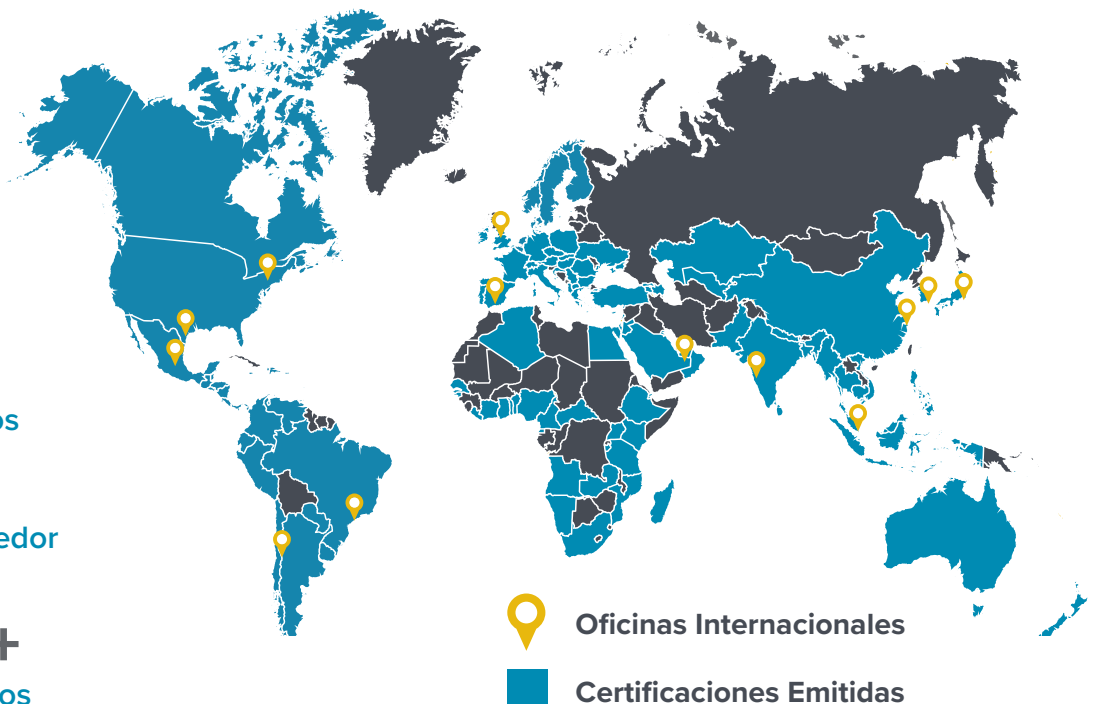 os
edor
+
os
Oficinas Internacionales
Certificaciones Emitidas